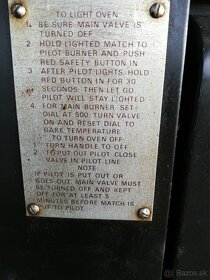 TO LIGHT OVEN
1. BE SURE MAIN VALVE IS
TURNED OFF
2 HOLD LIGHTED MATCH TO
PILOT BURNER AND PUSH
RED SAFETY BUTTON IN
3. AFTER PILOT LIGHTS, HOLD
RED BUTTON IN FOR 30
SECONDS THEN LET GO
PILOT WILL STAY LIGHTED
4 FOR MAIN BURNER SET
DIAL AT 500, TURN VALVE
ON AND RESET DIAL TO
BAKE TEMPERATURE
TO TURN OVEN OFF
1 TURN HANDLE TO OFF
2 TO PUT OUT PILOT CLOSE
VALVE IN PILOT LINE
NOTE
IF PILOT IS PUT OUT OR
GOES OUT, MAIN VALVE MUST
BE TURNED OFF AND KEPT
OFF FOR AT LEAST 5
MINUTES BEFORE MATCH IS
TO PILOT
bazos.sk